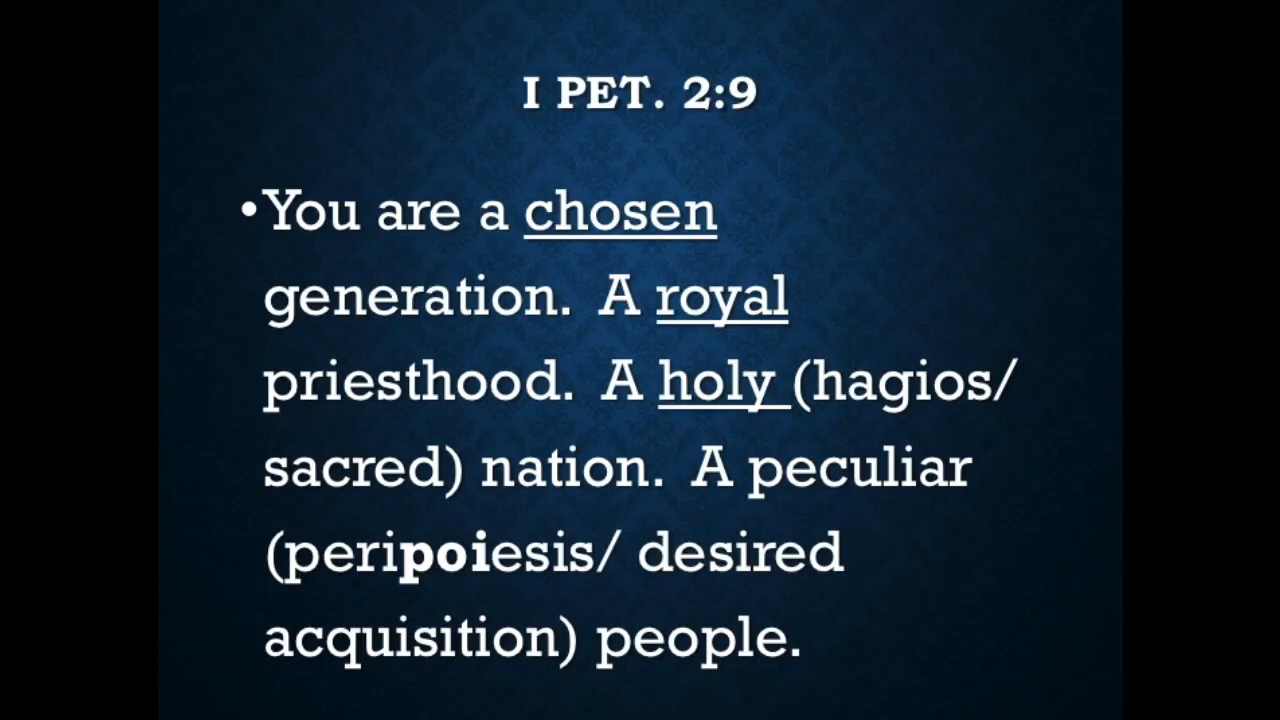 I PET. 2:9
•You are a chosen
generation.  A royal
priesthood.  A holy (hagios/
sacred) nation.  A peculiar
(peripoiesis/ desired
acquisition) people.